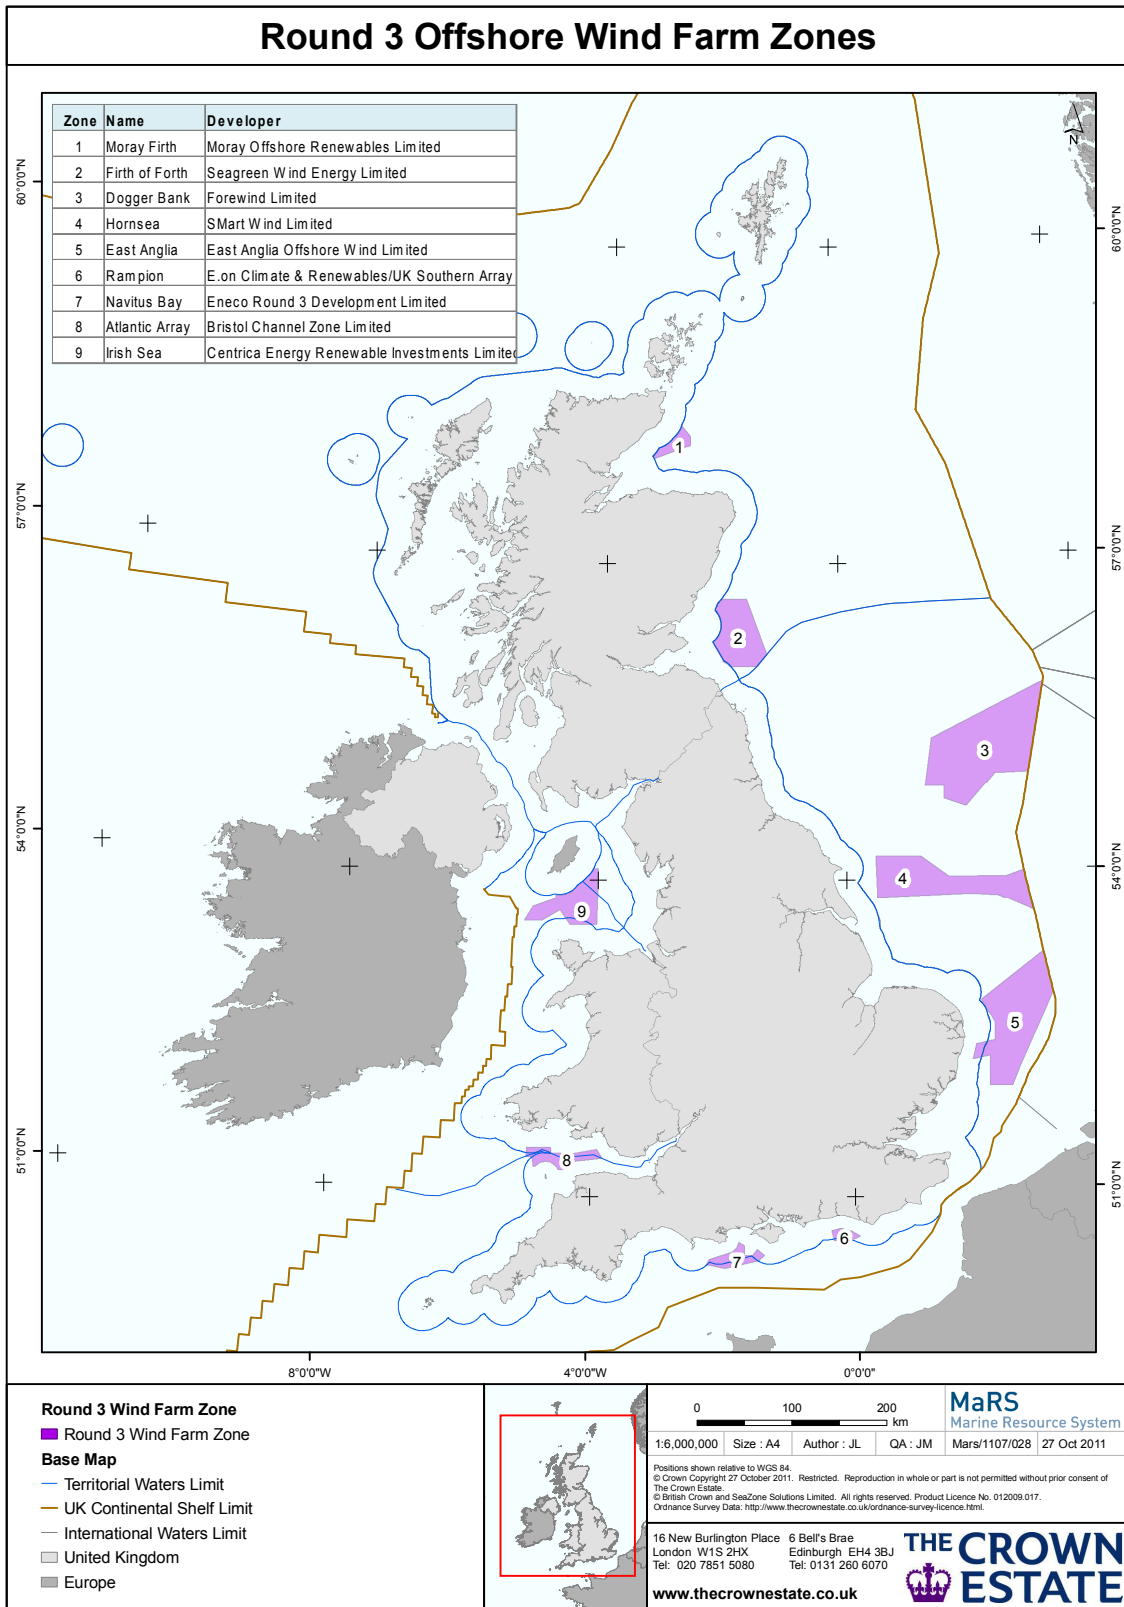 Round 3 Offshore Wind Farm Zones
Zone Name Developer
1 Moray Firth Moray Offshore Renewables Limited
2 Firth of Forth Seagreen Wind Energy Limited
3 Dogger Bank Forewind Limited
4 Hornsea SMart Wind Limited
5 East Anglia East Anglia Offshore Wind Limited
6 Rampion E.on Climate & Renewables/UK Southern Array
7 Navitus Bay Eneco Round 3 Development Limited
8 Atlantic Array Bristol Channel Zone Limited
9 Irish Sea Centrica Energy Renewable Investments Limited
N
60°0'0"N
60°0'0"N
57°0'0"N
57°0'0"N
54°0'0"N
54°0'0"N
51°0'0"N
51°0'0"N
1
2
3
4
9
5
8
6
7
8°0'0"W
4°0'0"W
0°0'0"
Round 3 Wind Farm Zone
Round 3 Wind Farm Zone
Base Map
Territorial Waters Limit
UK Continental Shelf Limit
International Waters Limit
United Kingdom
Europe
0 100 200
km
MaRS
Marine Resource System
1:6,000,000 Size : A4 Author : JL QA : JM Mars/1107/028 27 Oct 2011
Positions shown relative to WGS 84.
© Crown Copyright 27 October 2011. Restricted. Reproduction in whole or part is not permitted without prior consent of
The Crown Estate.
© British Crown and SeaZone Solutions Limited. All rights reserved. Product Licence No. 012009.017.
Ordnance Survey Data: http://www.thecrownestate.co.uk/ordnance-survey-licence.html.
16 New Burlington Place
London W1S 2HX
Tel: 020 7851 5080
6 Bell's Brae
Edinburgh EH4 3BJ
Tel: 0131 260 6070
www.thecrownestate.co.uk
THE CROWN
ESTATE